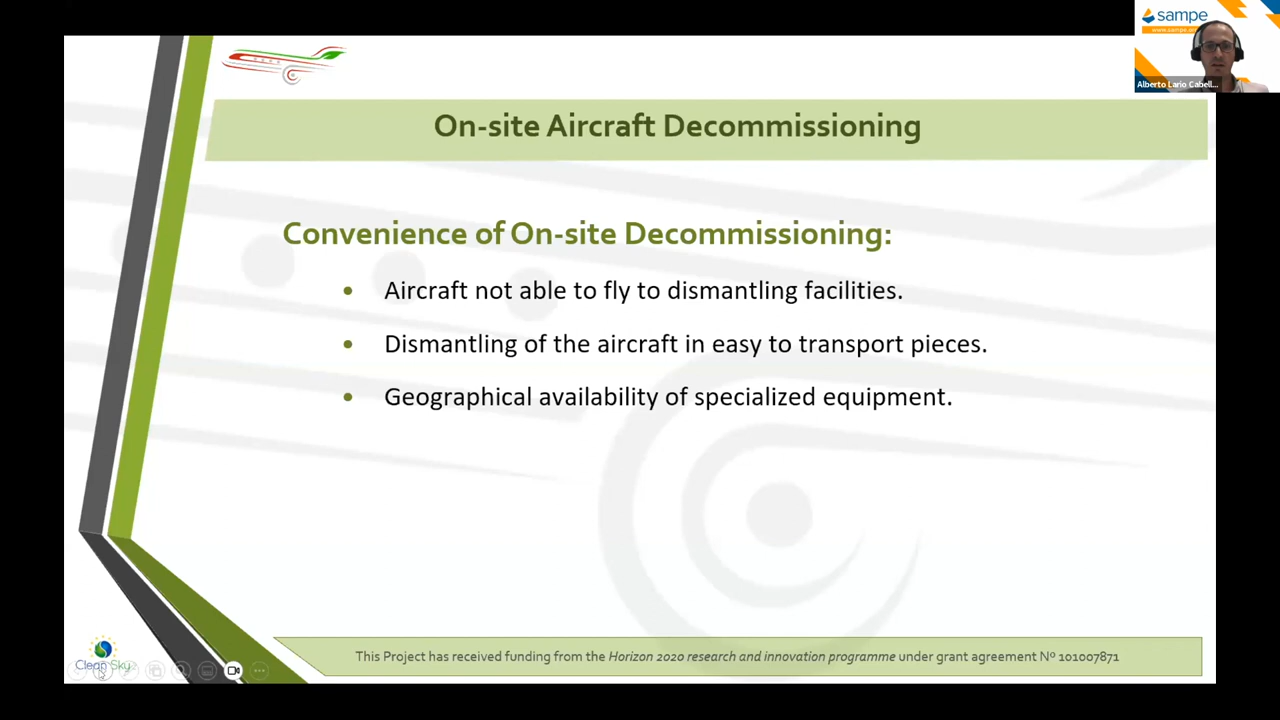 sampe
Alberto Lario Cabell...
On-site Aircraft Decommissioning
Convenience of On-site Decommissioning:
• Aircraft not able to fly to dismantling facilities.
• Dismantling of the aircraft in easy to transport pieces.
• Geographical availability of specialized equipment.
Clean Sky
This Project has received funding from the Horizon 2020 research and innovation programme under grant agreement Nº 101007871